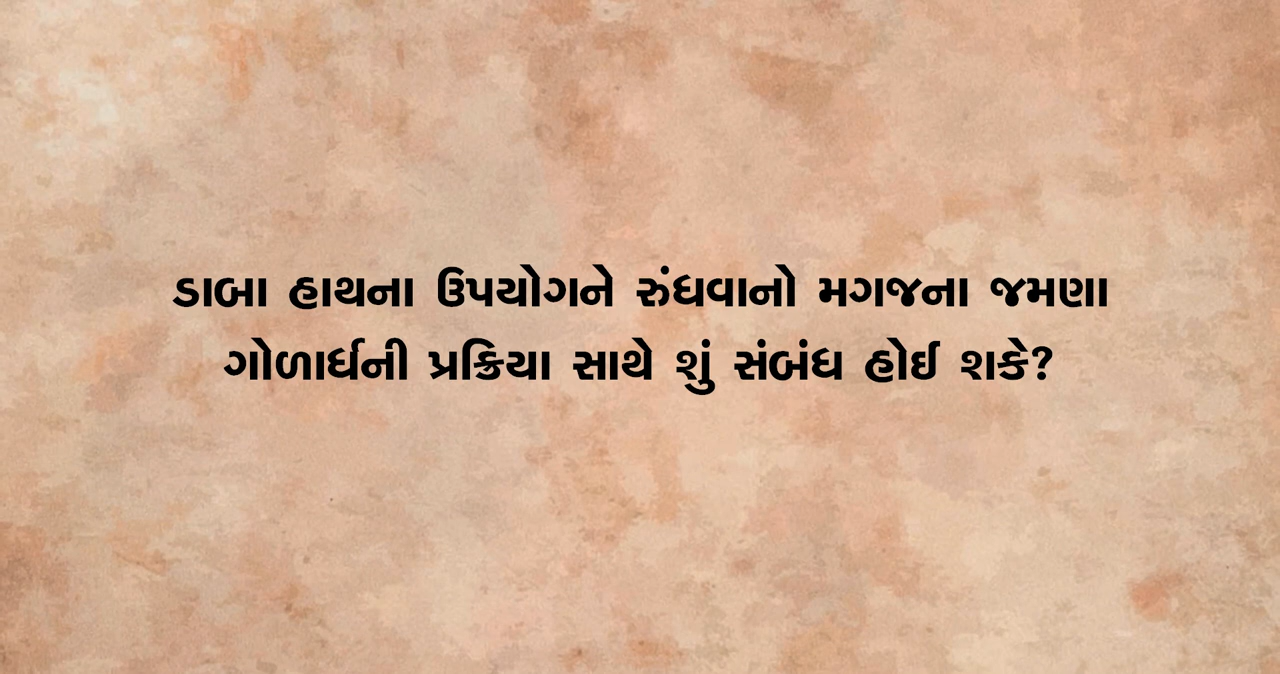 ડાબા હાથના ઉપયોગને રુંધવાનો મગજના જમણા
ગોળાર્ધની પ્રક્રિયા સાથે શું સંબંધ હોઈ શકે?